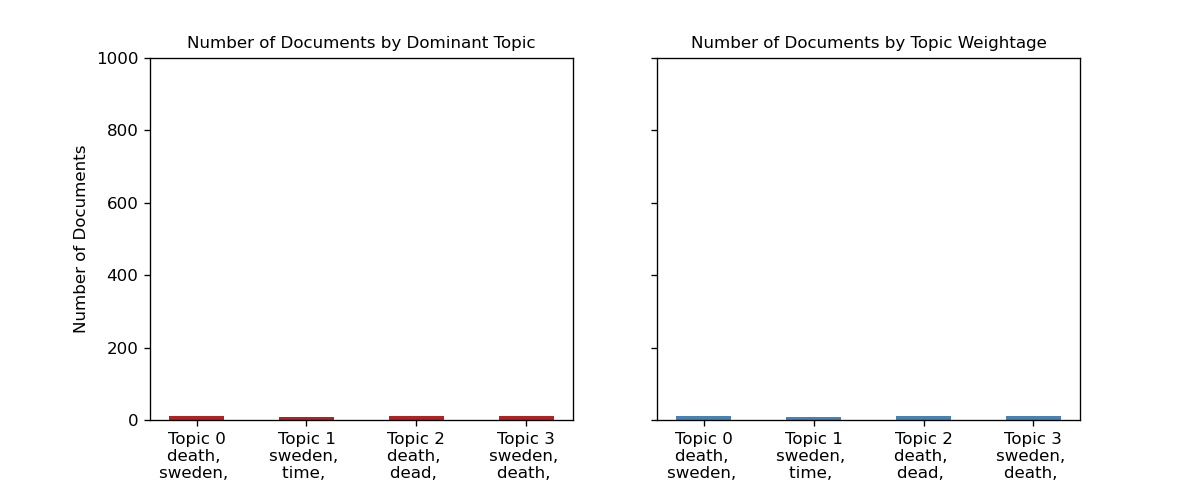 Number of Documents by Dominant Topic
Number of Documents
1000
800
600
400
200
0
Topic 0
death,
sweden,
Topic 1
sweden,
time,
Topic 2
death,
dead,
Topic 3
sweden,
death,
Number of Documents by Topic Weightage
Topic 0
death,
sweden,
Topic 1
sweden,
time,
Topic 2
death,
dead,
Topic 3
sweden,
death,